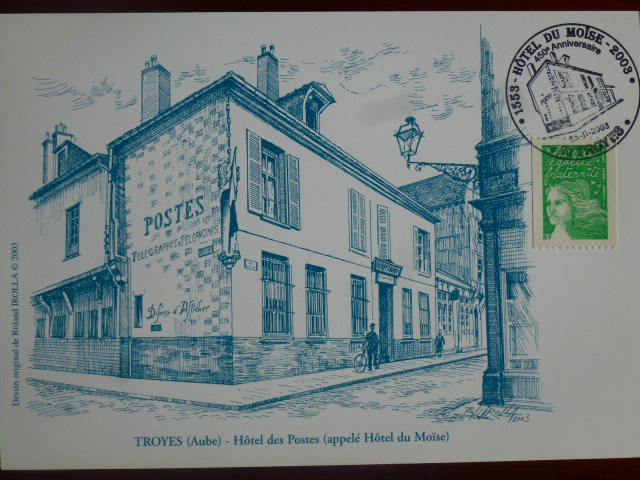 1553 - HÔTEL DU MOÏSE - 2003
450e Anniversaire
-11-2003
égalité
fraternité
POSTES
TELEGRAPHES TELEPHONES
Défense d'Afficher
Dessin original de Roland IROLLA © 2003
TROYES (Aube) - Hôtel des Postes (appelé Hôtel du Moïse)